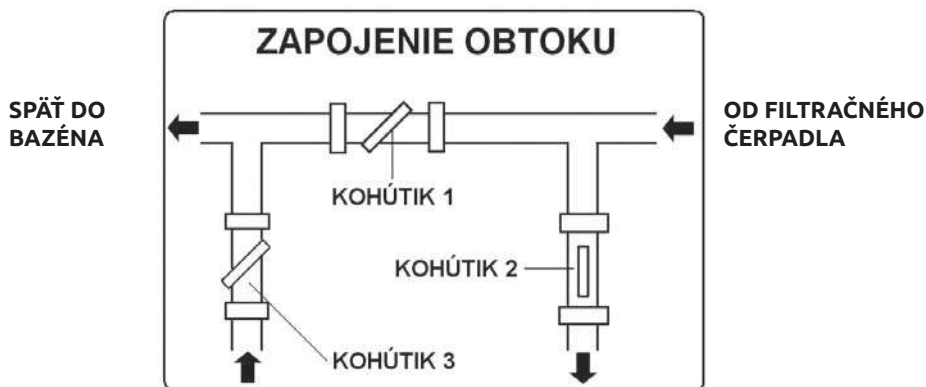 ZAPOJENIE OBTOKU
SPÄŤ DO
BAZÉNA
OD FILTRAČNÉHO
ČERPADLA
KOHÚTIK 1
KOHÚTIK 2
KOHÚTIK 3